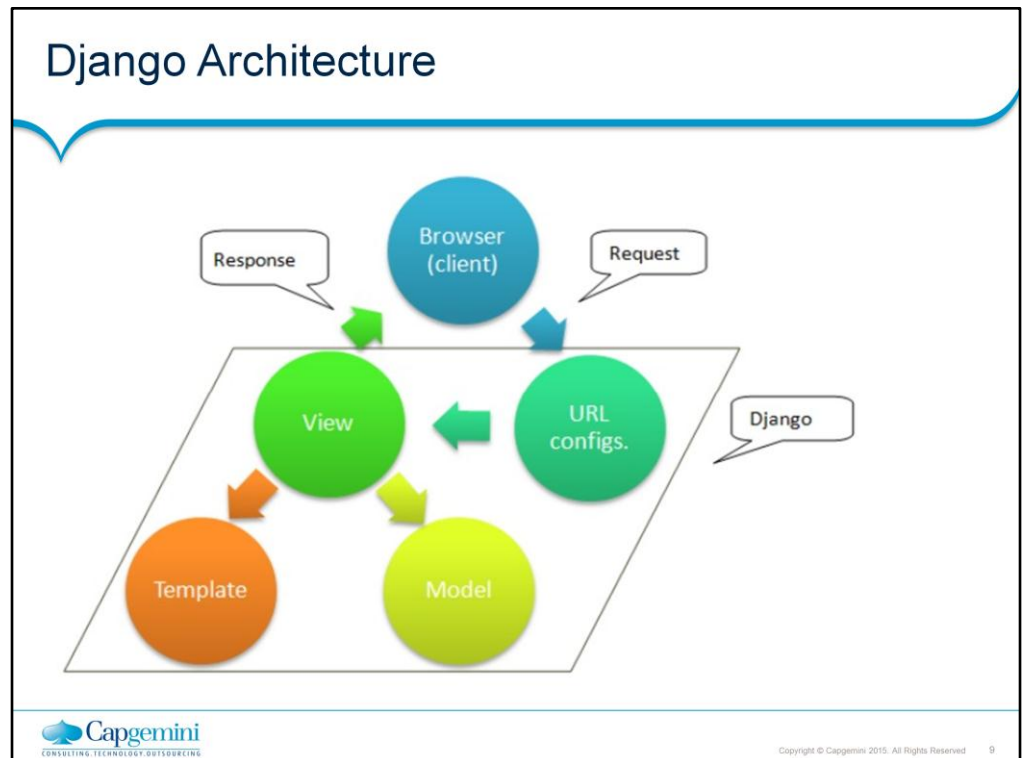 Django Architecture
Browser
(client)
Response
Request
View
URL
configs.
Django
Template
Model
Capgemini
CONSULTING.TECHNOLOGY.OUTSOURCING
Copyright © Capgemini 2015. All Rights Reserved 9